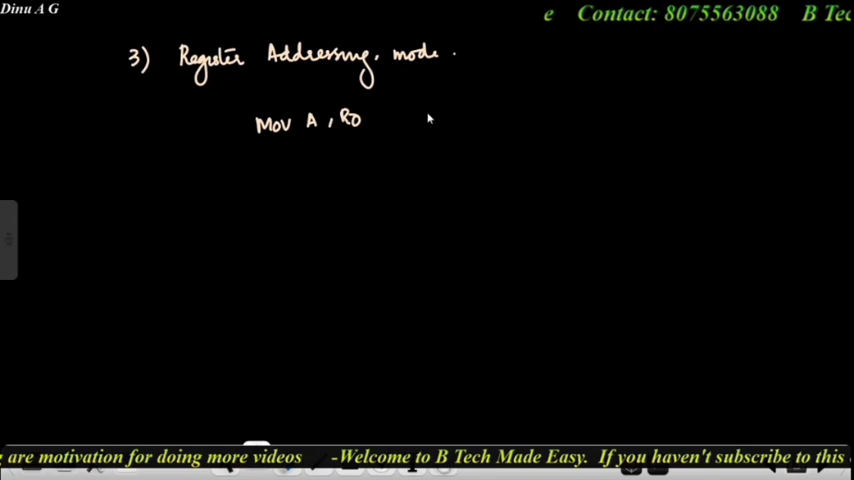 Dinu A G
e Contact: 8075563088 B Tec
3) Register Addressing. mode.
Mov A, R0
g are motivation for doing more videos -Welcome to B Tech Made Easy. If you haven't subscribe to this